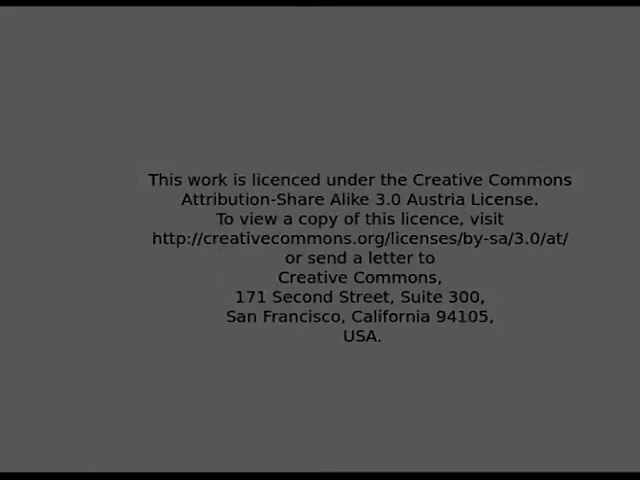 This work is licenced under the Creative Commons
Attribution-Share Alike 3.0 Austria License.
To view a copy of this licence, visit
http://creativecommons.org/licenses/by-sa/3.0/at/
or send a letter to
Creative Commons,
171 Second Street, Suite 300,
San Francisco, California 94105,
USA.